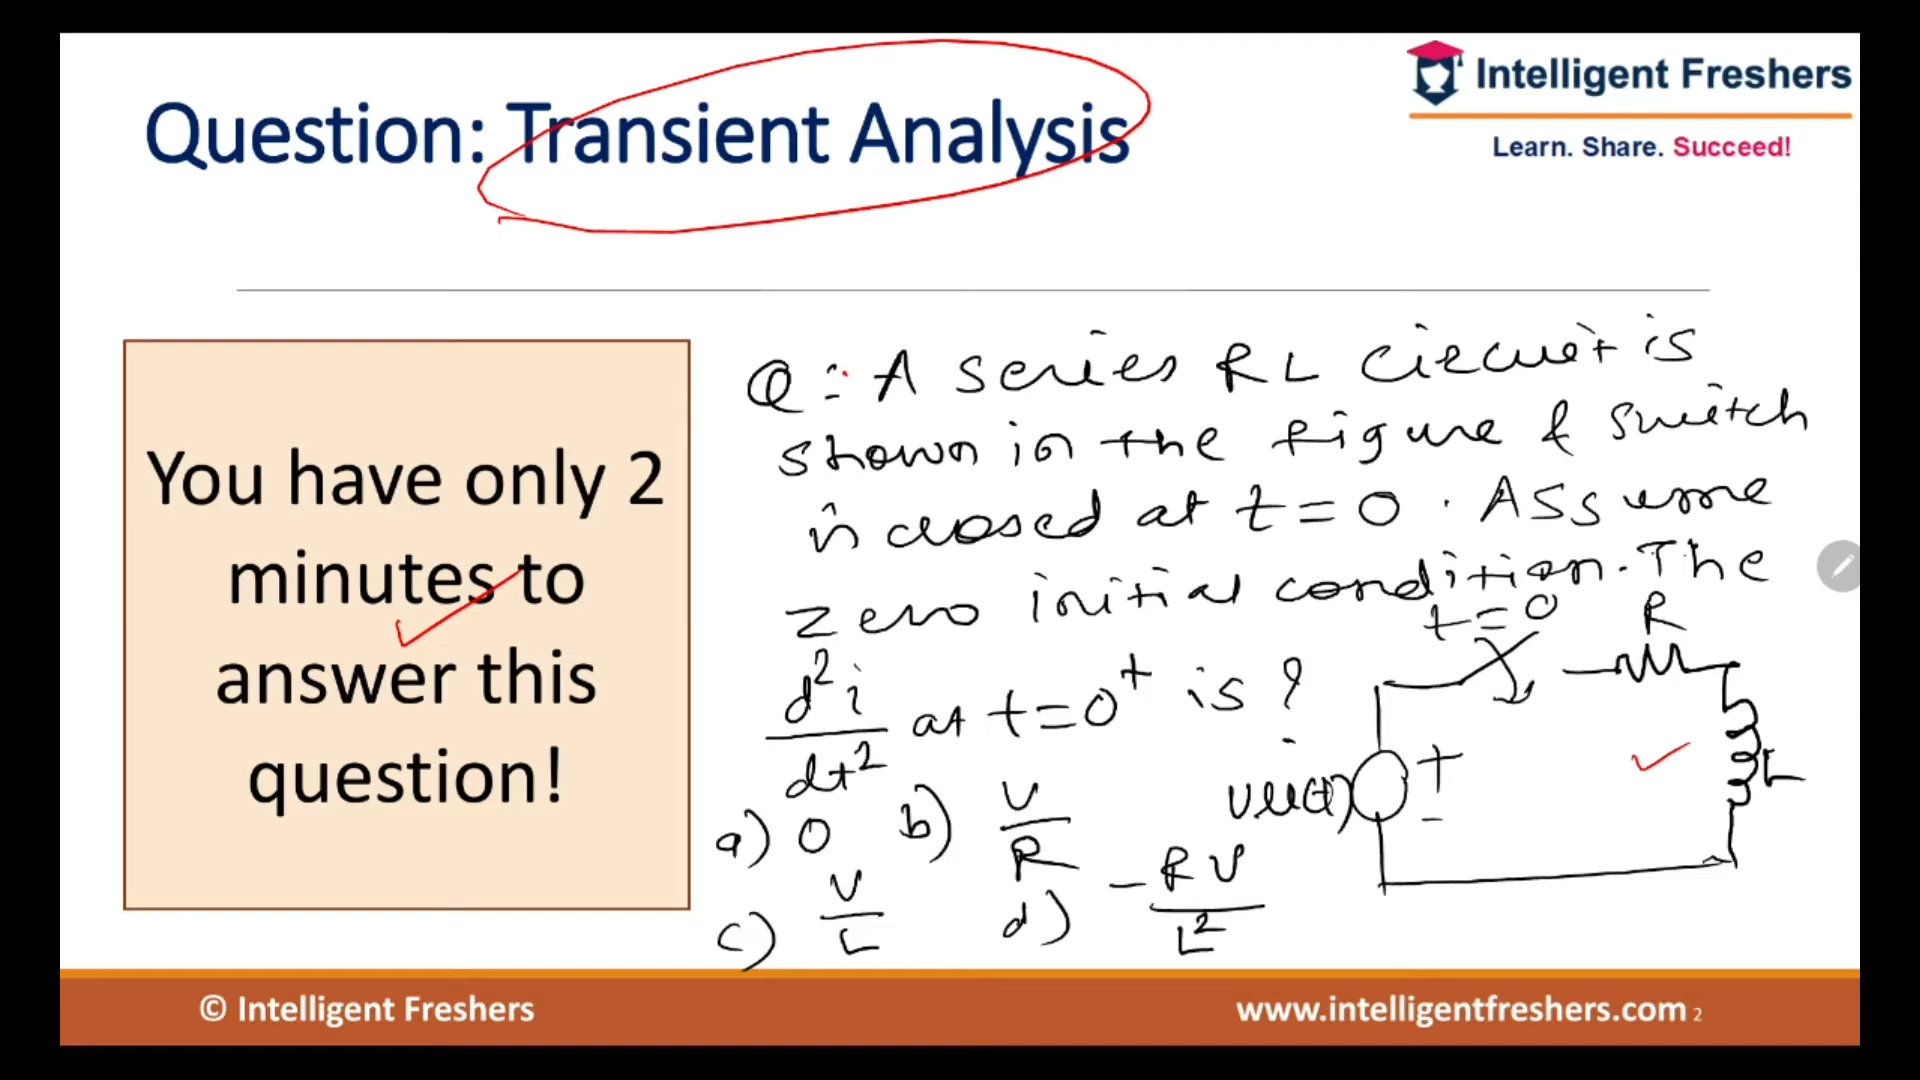 Intelligent Freshers
Learn. Share. Succeed!
Question: Transient Analysis
You have only 2
minutes to
answer this
question!
Q: A series RL circuit is
shown in the figure & switch
is closed at t=0. Assume
zero initial condition. The
d²i/dt² at t=0⁺ is?
a) 0 b) V/R
c) V/L d) -RV/L²
t=0 R
Vu(t) + - L
© Intelligent Freshers
www.intelligentfreshers.com 2